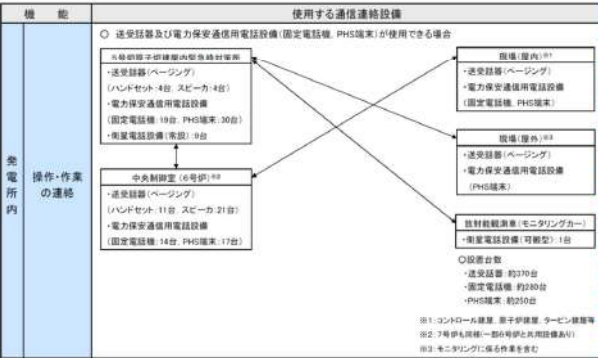 機 能
使用する通信連絡設備
発電所内
操作・作業
の連絡
○ 送受話器及び電力保安通信用電話設備(固定電話機、PHS端末)が使用できる場合
5号炉原子炉建屋内緊急時対策所
・送受話器(ページング)
(ハンドセット:4台、スピーカ:4台)
・電力保安通信用電話設備
(固定電話機:19台、PHS端末:30台)
・衛星電話設備(常設):9台
中央制御室(6号炉)※2
・送受話器(ページング)
(ハンドセット:11台、スピーカ:21台)
・電力保安通信用電話設備
(固定電話機:14台、PHS端末:17台)
現場(屋内)※1
・送受話器(ページング)
・電力保安通信用電話設備
(固定電話機、PHS端末)
現場(屋外)※3
・送受話器(ページング)
・電力保安通信用電話設備
(PHS端末)
放射能観測車(モニタリングカー)
・衛星電話設備(可搬型):1台
○設置台数
・送受話器:約370台
・固定電話機:約280台
・PHS端末:約250台
※1:コントロール建屋、原子炉建屋、タービン建屋等
※2:7号炉も同様(一部6号炉と共用設備あり)
※3:モニタリングに係る作業を含む